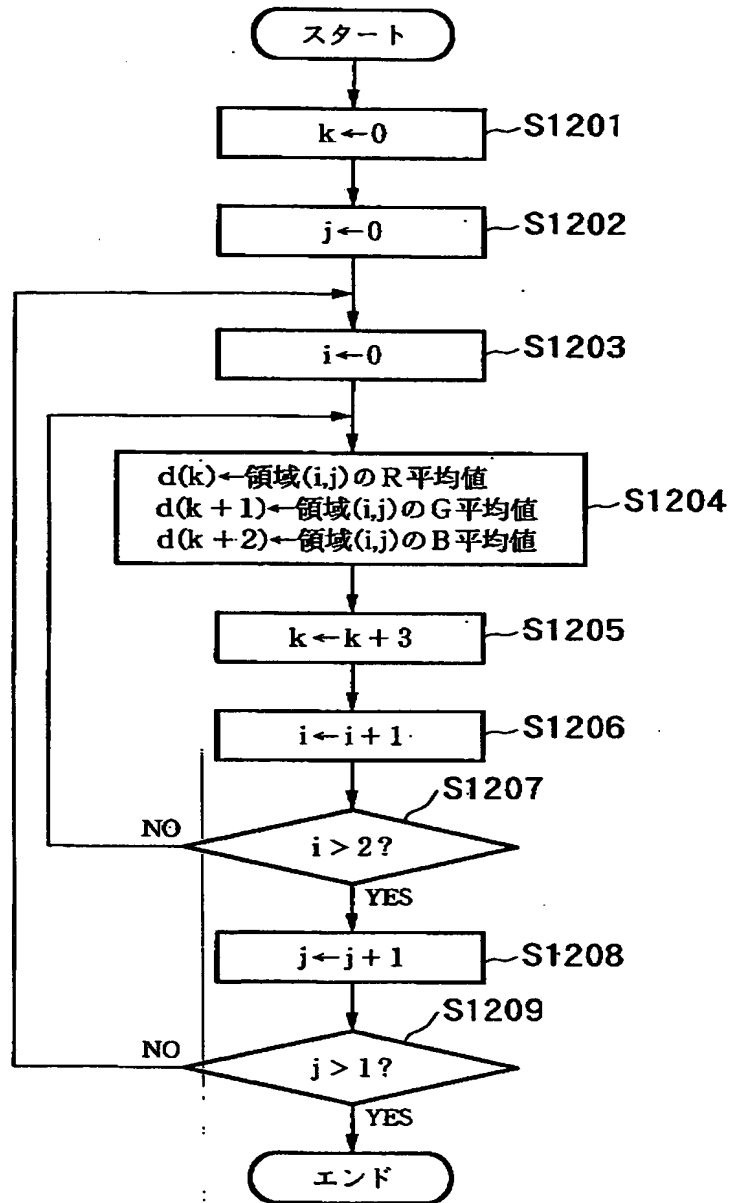 スタート
k←0
S1201
j←0
S1202
i←0
S1203
d(k)←領域(i,j)のR平均値
d(k+1)←領域(i,j)のG平均値
d(k+2)←領域(i,j)のB平均値
S1204
k←k+3
S1205
i←i+1
S1206
S1207
i>2?
NO
YES
j←j+1
S1208
S1209
j>1?
NO
YES
エンド